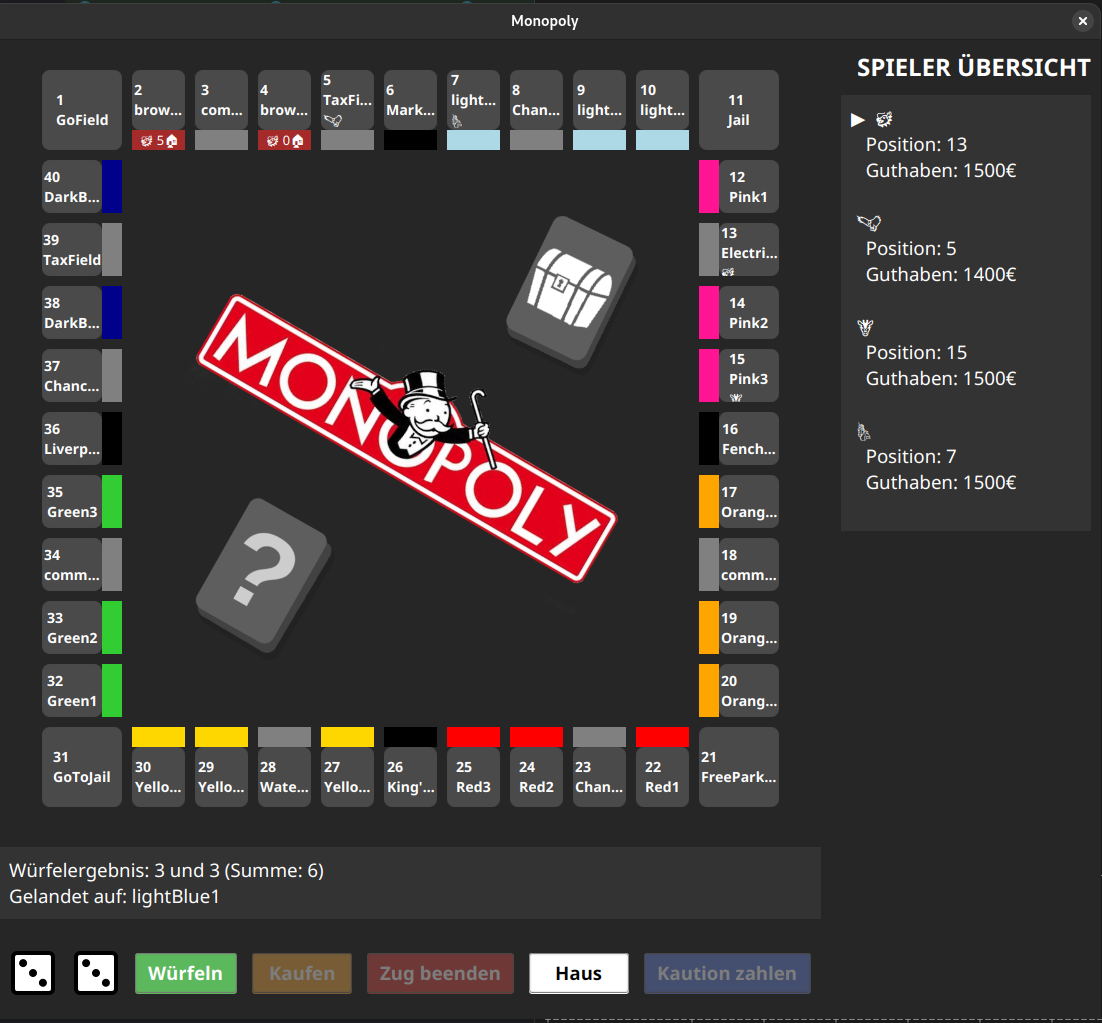 Monopoly
SPIELER ÜBERSICHT
1
GoField
2
brow...
3
com...
4
brow...
5
TaxFi...
6
Mark...
7
light...
8
Chan...
9
light...
10
light...
11
Jail
5
0
40
DarkB...
39
TaxField
38
DarkB...
37
Chanc...
36
Liverp...
35
Green3
34
comm...
33
Green2
32
Green1
12
Pink1
13
Electri...
14
Pink2
15
Pink3
16
Fench...
17
Orang...
18
comm...
19
Orang...
20
Orang...
MONOPOLY
?
31
GoToJail
30
Yello...
29
Yello...
28
Wate...
27
Yello...
26
King'...
25
Red3
24
Red2
23
Chan...
22
Red1
21
FreePark...
Position: 13
Guthaben: 1500€
Position: 5
Guthaben: 1400€
Position: 15
Guthaben: 1500€
Position: 7
Guthaben: 1500€
Würfelergebnis: 3 und 3 (Summe: 6)
Gelandet auf: lightBlue1
Würfeln
Kaufen
Zug beenden
Haus
Kaution zahlen